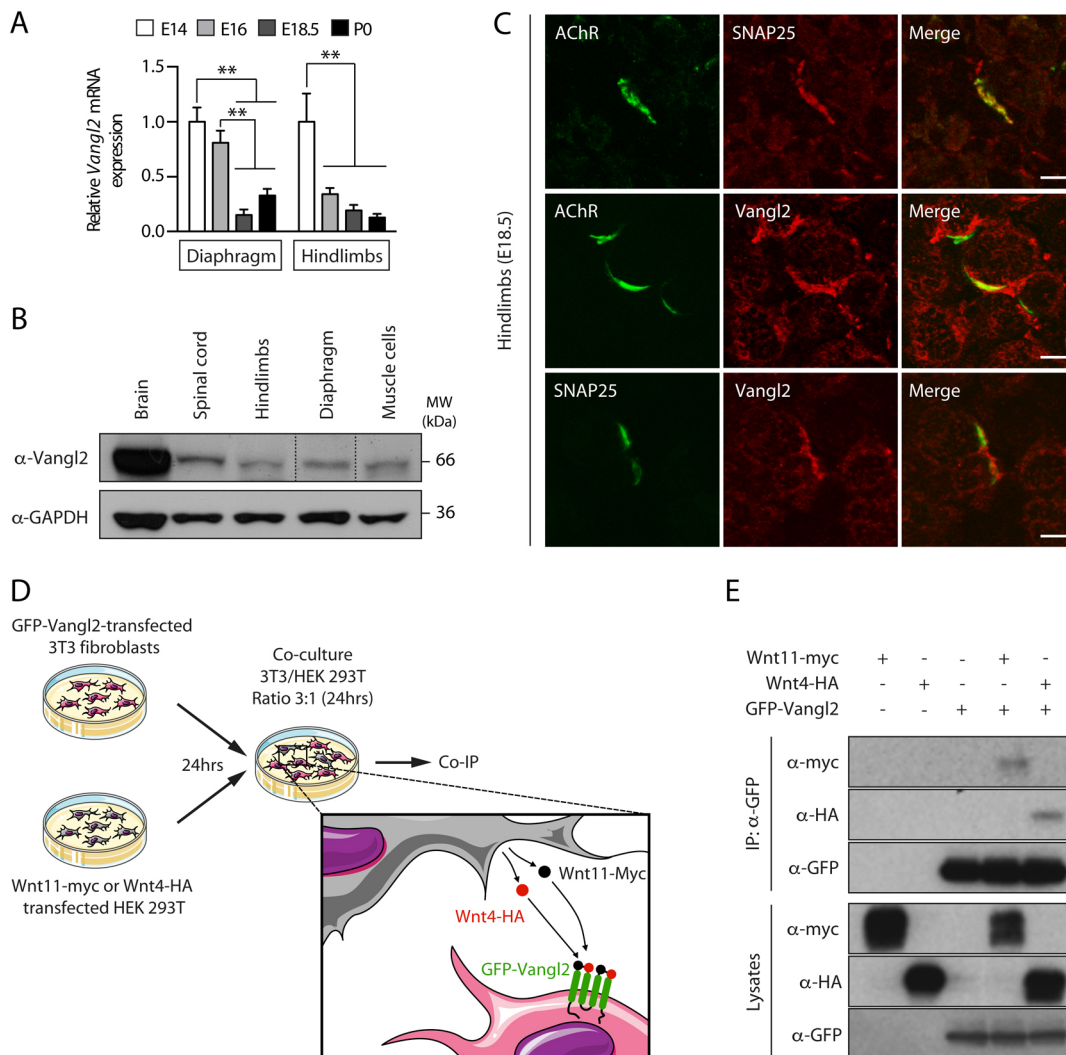 A
E14 E16 E18.5 P0
Relative Vangl2 mRNA
expression
1.5
1.0
0.5
0.0
** ** **
Diaphragm
Hindlimbs
B
Brain
Spinal cord
Hindlimbs
Diaphragm
Muscle cells
MW
(kDa)
α-Vangl2
66
α-GAPDH
36
C
Hindlimbs (E18.5)
AChR SNAP25 Merge
AChR Vangl2 Merge
SNAP25 Vangl2 Merge
D
GFP-Vangl2-transfected
3T3 fibroblasts
24hrs
Wnt11-myc or Wnt4-HA
transfected HEK 293T
Co-culture
3T3/HEK 293T
Ratio 3:1 (24hrs)
Co-IP
Wnt11-Myc
Wnt4-HA
GFP-Vangl2
E
Wnt11-myc + - - + -
Wnt4-HA - + - - +
GFP-Vangl2 - - + + +
IP: α-GFP
α-myc
α-HA
α-GFP
Lysates
α-myc
α-HA
α-GFP